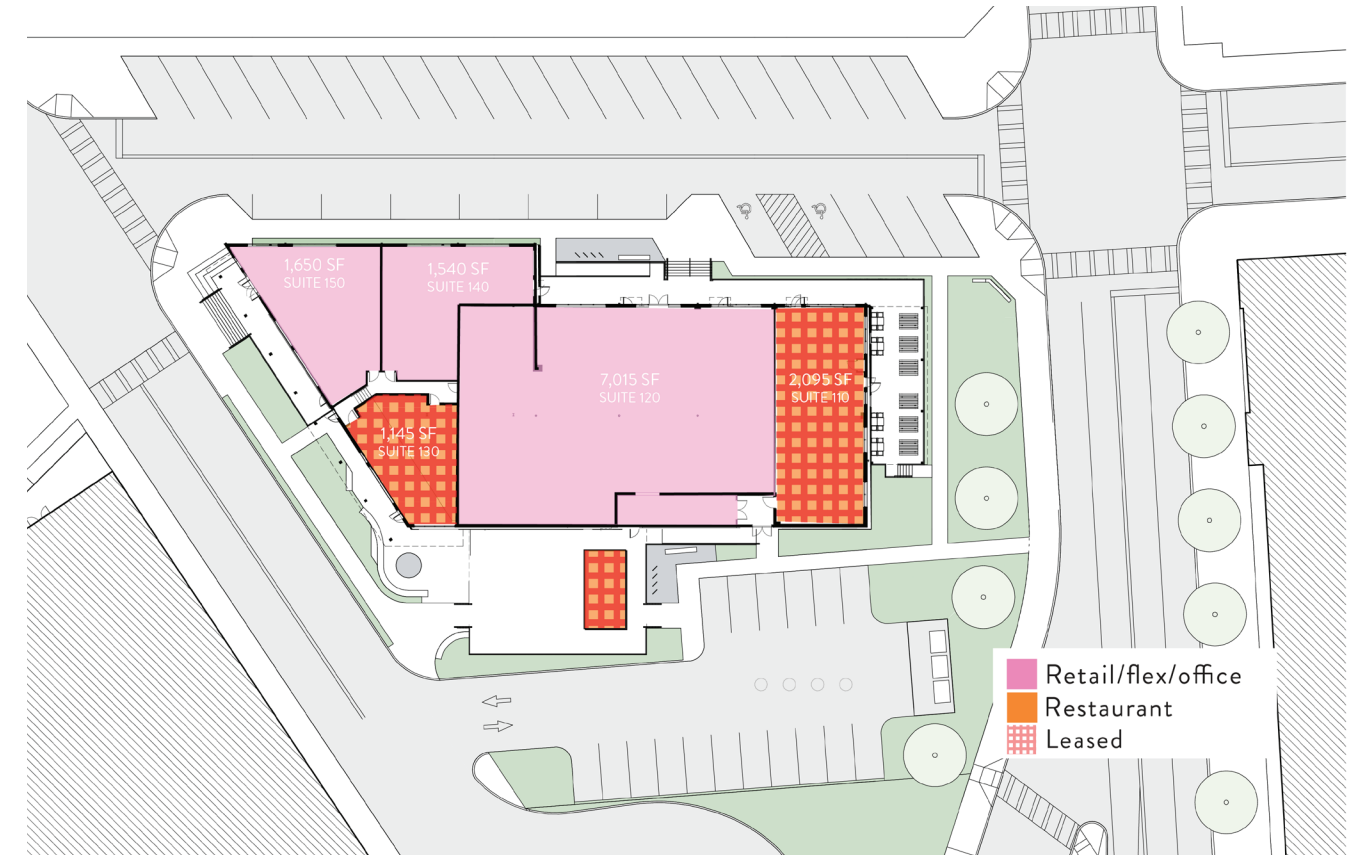 1,650 SF
SUITE 150
1,540 SF
SUITE 140
7,015 SF
SUITE 120
2,095 SF
SUITE 110
1,145 SF
SUITE 130
Retail/flex/office
Restaurant
Leased